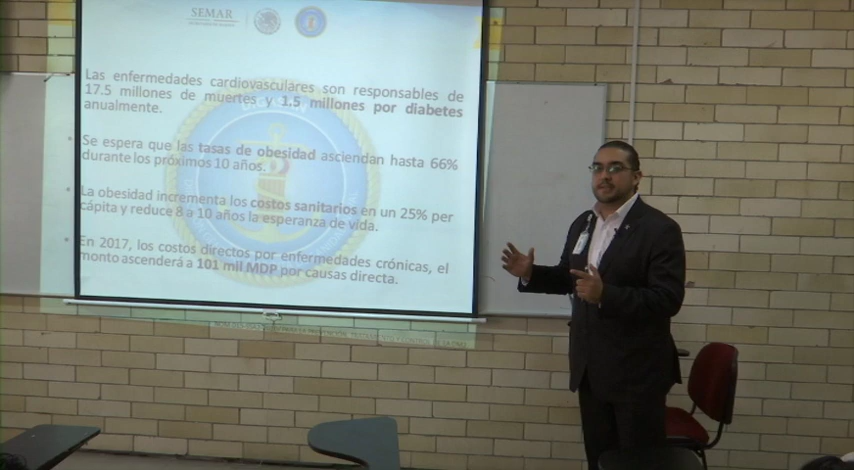 SEMAR
Las enfermedades cardiovasculares son responsables de
17.5 millones de muertes y 1.5 millones por diabetes
anualmente.
Se espera que las tasas de obesidad asciendan hasta 66%
durante los próximos 10 años.
La obesidad incrementa los costos sanitarios en un 25% per
cápita y reduce 8 a 10 años la esperanza de vida.
En 2017, los costos directos por enfermedades crónicas, el
monto ascenderá a 101 mil MDP por causas directa.